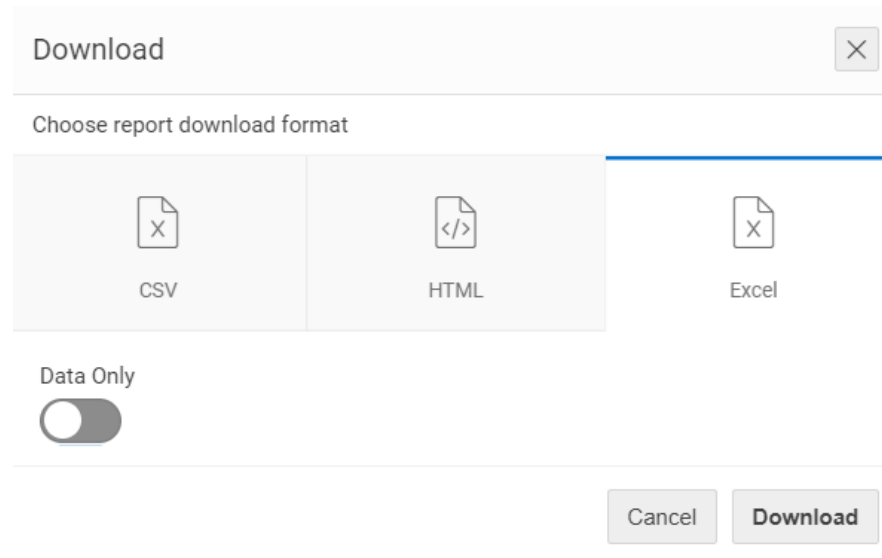 Download
Choose report download format
X
CSV
</>
HTML
X
Excel
Data Only
Cancel
Download